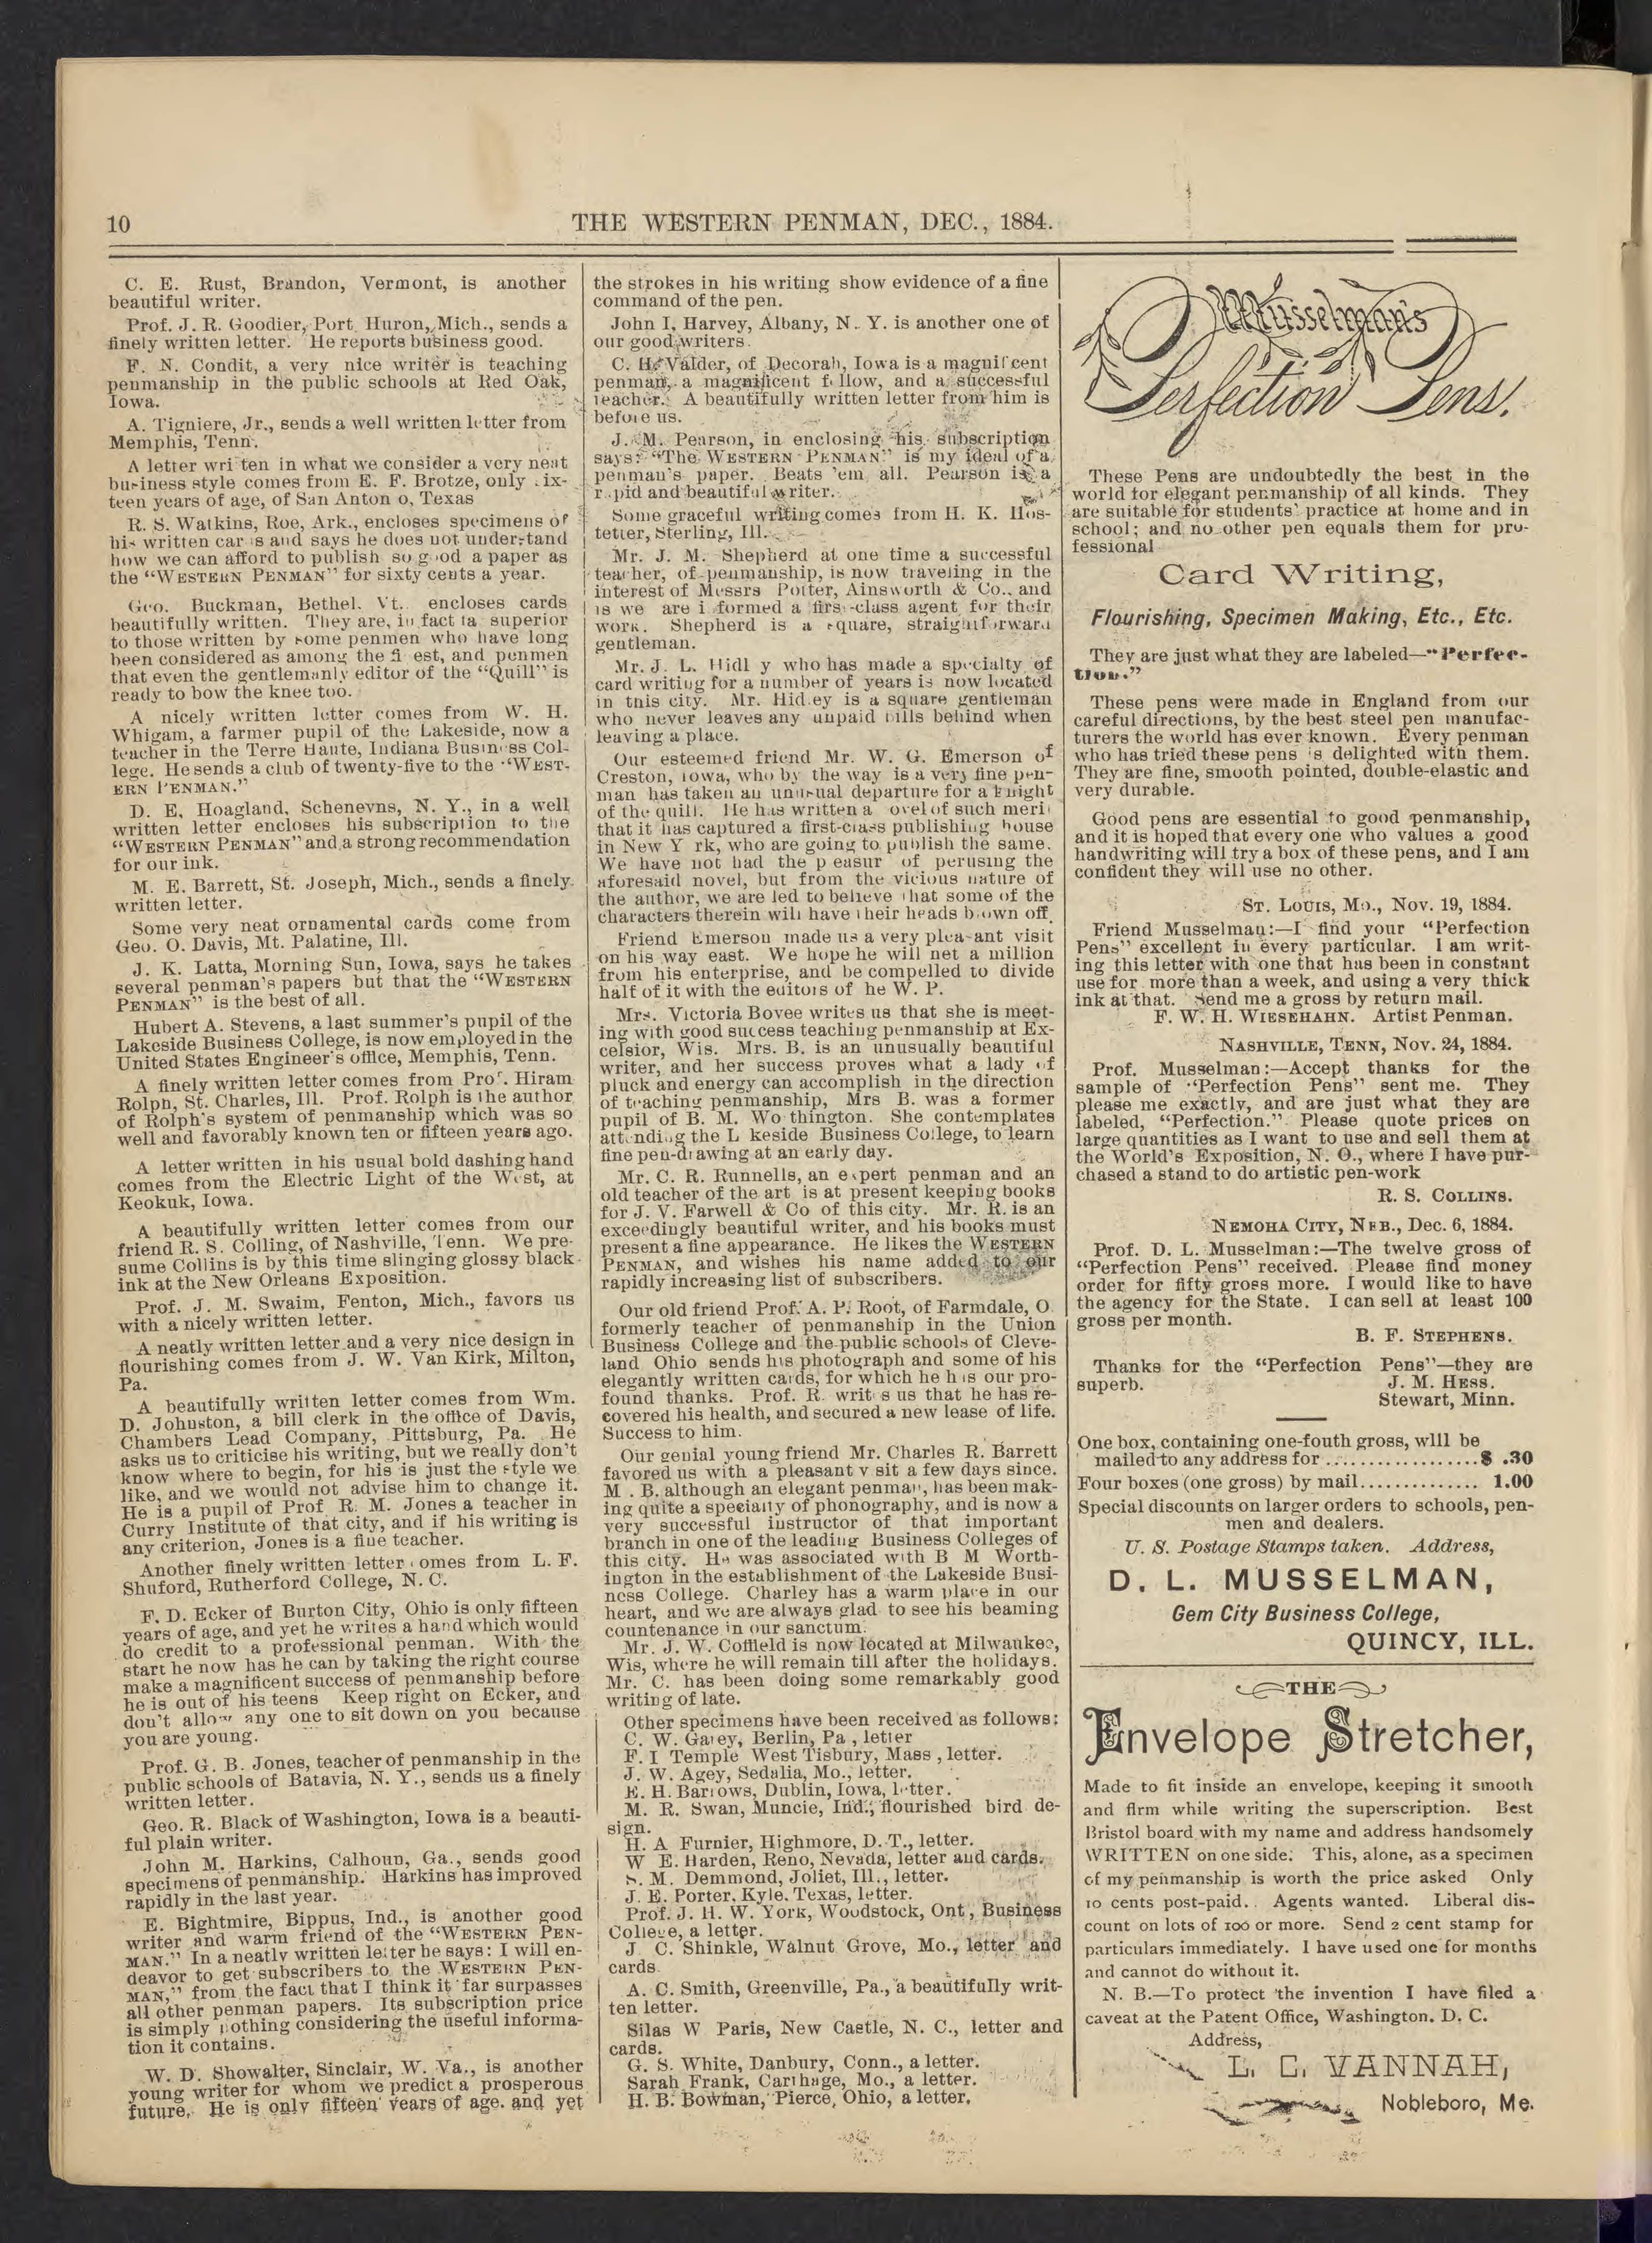 10
THE WESTERN PENMAN, DEC., 1884.
C. E. Rust, Brandon, Vermont, is another
beautiful writer.
Prof. J. R. Goodier, Port Huron, Mich., sends a
finely written letter. He reports business good.
F. N. Condit, a very nice writer is teaching
penmanship in the public schools at Red Oak,
Iowa.
A. Tigniere, Jr., sends a well written letter from
Memphis, Tenn.
A letter wri ten in what we consider a very neat
business style comes from E. F. Brotze, only six-
teen years of age, of San Anton o, Texas
R. S. Watkins, Roe, Ark., encloses specimens of
his written car s and says he does not understand
how we can afford to publish so good a paper as
the "WESTERN PENMAN" for sixty cents a year.
Geo. Buckman, Bethel. Vt. encloses cards
beautifully written. They are, in fact fa superior
to those written by some penmen who have long
been considered as among the fi est, and penmen
that even the gentlemanly editor of the "Quill" is
ready to bow the knee too.
A nicely written letter comes from W. H.
Whigam, a farmer pupil of the Lakeside, now a
teacher in the Terre Haute, Indiana Business Col-
lege. He sends a club of twenty-five to the "WEST-
ERN PENMAN."
D. E. Hoagland, Schenevns, N. Y., in a well
written letter encloses his subscription to the
"WESTERN PENMAN" and a strong recommendation
for our ink.
M. E. Barrett, St. Joseph, Mich., sends a finely
written letter.
Some very neat ornamental cards come from
Geo. O. Davis, Mt. Palatine, Ill.
J. K. Latta, Morning Sun, Iowa, says he takes
several penman's papers but that the "WESTERN
PENMAN" is the best of all.
Hubert A. Stevens, a last summer's pupil of the
Lakeside Business College, is now employed in the
United States Engineer's office, Memphis, Tenn.
A finely written letter comes from Prof. Hiram
Rolph, St. Charles, Ill. Prof. Rolph is the author
of Rolph's system of penmanship which was so
well and favorably known ten or fifteen years ago.
A letter written in his usual bold dashing hand
comes from the Electric Light of the West, at
Keokuk, Iowa.
A beautifully written letter comes from our
friend R. S. Colling, of Nashville, Tenn. We pre-
sume Collins is by this time slinging glossy black
ink at the New Orleans Exposition.
Prof. J. M. Swaim, Fenton, Mich., favors us
with a nicely written letter.
A neatly written letter and a very nice design in
flourishing comes from J. W. Van Kirk, Milton,
Pa.
A beautifully written letter comes from Wm.
D. Johnston, a bill clerk in the office of Davis,
Chambers Lead Company, Pittsburg, Pa. He
asks us to criticise his writing, but we really don't
know where to begin, for his is just the style we
like, and we would not advise him to change it.
He is a pupil of Prof R. M. Jones a teacher in
Curry Institute of that city, and if his writing is
any criterion, Jones is a fine teacher.
Another finely written letter comes from L. F.
Shuford, Rutherford College, N. C.
F. D. Ecker of Burton City, Ohio is only fifteen
years of age, and yet he writes a hand which would
do credit to a professional penman. With the
start he now has he can by taking the right course
make a magnificent success of penmanship before
he is out of his teens Keep right on Ecker, and
don't allow any one to sit down on you because
you are young.
Prof. G. B. Jones, teacher of penmanship in the
public schools of Batavia, N. Y., sends us a finely
written letter.
Geo. R. Black of Washington, Iowa is a beauti-
ful plain writer.
John M. Harkins, Calhoun, Ga., sends good
specimens of penmanship. Harkins has improved
rapidly in the last year.
E. Bightmire, Bippus, Ind., is another good
writer and warm friend of the "WESTERN PEN-
MAN." In a neatly written letter he says: I will en-
deavor to get subscribers to the WESTERN PEN-
MAN," from the fact that I think it far surpasses
all other penman papers. Its subscription price
is simply nothing considering the useful informa-
tion it contains.
W. D. Showalter, Sinclair, W. Va., is another
young writer for whom we predict a prosperous
future. He is only fifteen years of age. and yet
the strokes in his writing show evidence of a fine
command of the pen.
John I. Harvey, Albany, N. Y. is another one of
our good writers.
C. H. Valder, of Decorah, Iowa is a magnificent
penman, a magnificent f llow, and a successful
teacher. A beautifully written letter from him is
before us.
J. M. Pearson, in enclosing his subscription
says: "The WESTERN PENMAN" is my ideal of a
penman's paper. Beats 'em all. Pearson is a
r pid and beautiful writer.
Some graceful writing comes from H. K. Hos-
tetter, Sterling, Ill.
Mr. J. M. Shepherd at one time a successful
teacher, of penmanship, is now traveling in the
interest of Messrs Potter, Ainsworth & Co., and
is we are i formed a first-class agent for their
work. Shepherd is a square, straightforward
gentleman.
Mr. J. L. Hidl y who has made a specialty of
card writing for a number of years is now located
in this city. Mr. Hidley is a square gentleman
who never leaves any unpaid bills behind when
leaving a place.
Our esteemed friend Mr. W. G. Emerson of
Creston, Iowa, who by the way is a very fine pen-
man has taken an unusual departure for a knight
of the quill. He has written a ovel of such merit
that it has captured a first-class publishing house
in New Y rk, who are going to publish the same.
We have not had the p easur of perusing the
aforesaid novel, but from the vicious nature of
the author, we are led to believe that some of the
characters therein will have their heads blown off.
Friend Emerson made us a very pleasant visit
on his way east. We hope he will net a million
from his enterprise, and be compelled to divide
half of it with the editors of he W. P.
Mrs. Victoria Bovee writes us that she is meet-
ing with good success teaching penmanship at Ex-
celsior, Wis. Mrs. B. is an unusually beautiful
writer, and her success proves what a lady of
pluck and energy can accomplish in the direction
of teaching penmanship, Mrs B. was a former
pupil of B. M. Wo thington. She contemplates
attending the L keside Business College, to learn
fine pen-drawing at an early day.
Mr. C. R. Runnells, an expert penman and an
old teacher of the art is at present keeping books
for J. V. Farwell & Co of this city. Mr. R. is an
exceedingly beautiful writer, and his books must
present a fine appearance. He likes the WESTERN
PENMAN, and wishes his name added to our
rapidly increasing list of subscribers.
Our old friend Prof. A. P. Root, of Farmdale, O.
formerly teacher of penmanship in the Union
Business College and the public schools of Cleve-
land Ohio sends his photograph and some of his
elegantly written cards, for which he has our pro-
found thanks. Prof. R. writ s us that he has re-
covered his health, and secured a new lease of life.
Success to him.
Our genial young friend Mr. Charles R. Barrett
favored us with a pleasant v sit a few days since.
M . B. although an elegant penman, has been mak-
ing quite a specialty of phonography, and is now a
very successful instructor of that important
branch in one of the leading Business Colleges of
this city. He was associated with B M Worth-
ington in the establishment of the Lakeside Busi-
ness College. Charley has a warm place in our
heart, and we are always glad to see his beaming
countenance in our sanctum.
Mr. J. W. Coffield is now located at Milwaukee,
Wis, where he will remain till after the holidays.
Mr. C. has been doing some remarkably good
writing of late.
Other specimens have been received as follows:
C. W. Garey, Berlin, Pa , letter
F. I Temple West Tisbury, Mass , letter.
J. W. Agey, Sedalia, Mo., letter.
E. H. Barrows, Dublin, Iowa, letter.
M. R. Swan, Muncie, Ind., flourished bird de-
sign.
H. A Furnier, Highmore, D. T., letter.
W E. Harden, Reno, Nevada, letter and cards.
S. M. Demmond, Joliet, Ill., letter.
J. E. Porter, Kyle, Texas, letter.
Prof. J. H. W. York, Woodstock, Ont , Business
College, a letter.
J. C. Shinkle, Walnut Grove, Mo., letter and
cards
A. C. Smith, Greenville, Pa., a beautifully writ-
ten letter.
Silas W Paris, New Castle, N. C., letter and
cards.
G. S. White, Danbury, Conn., a letter.
Sarah Frank, Carthage, Mo., a letter.
H. B. Bowman, Pierce, Ohio, a letter.
Musselman's
Perfection Pens.
These Pens are undoubtedly the best in the
world for elegant penmanship of all kinds. They
are suitable for students' practice at home and in
school; and no other pen equals them for pro-
fessional
Card Writing,
Flourishing, Specimen Making, Etc., Etc.
They are just what they are labeled—"Perfec-
tion."
These pens were made in England from our
careful directions, by the best steel pen manufac-
turers the world has ever known. Every penman
who has tried these pens is delighted with them.
They are fine, smooth pointed, double-elastic and
very durable.
Good pens are essential to good penmanship,
and it is hoped that every one who values a good
handwriting will try a box of these pens, and I am
confident they will use no other.
ST. LOUIS, MO., Nov. 19, 1884.
Friend Musselman:—I find your "Perfection
Pens" excellent in every particular. I am writ-
ing this letter with one that has been in constant
use for more than a week, and using a very thick
ink at that. Send me a gross by return mail.
F. W. H. WIESEHAHN. Artist Penman.
NASHVILLE, TENN, Nov. 24, 1884.
Prof. Musselman:—Accept thanks for the
sample of "Perfection Pens" sent me. They
please me exactly, and are just what they are
labeled, "Perfection." Please quote prices on
large quantities as I want to use and sell them at
the World's Exposition, N. O., where I have pur-
chased a stand to do artistic pen-work
R. S. COLLINS.
NEMOHA CITY, NEB., Dec. 6, 1884.
Prof. D. L. Musselman:—The twelve gross of
"Perfection Pens" received. Please find money
order for fifty gross more. I would like to have
the agency for the State. I can sell at least 100
gross per month.
B. F. STEPHENS.
Thanks for the "Perfection Pens"—they are
superb. J. M. HESS.
Stewart, Minn.
One box, containing one-fouth gross, will be
mailed to any address for ..................$ .30
Four boxes (one gross) by mail.............. 1.00
Special discounts on larger orders to schools, pen-
men and dealers.
U. S. Postage Stamps taken. Address,
D. L. MUSSELMAN,
Gem City Business College,
QUINCY, ILL.
THE
Envelope Stretcher,
Made to fit inside an envelope, keeping it smooth
and firm while writing the superscription. Best
Bristol board with my name and address handsomely
WRITTEN on one side. This, alone, as a specimen
of my penmanship is worth the price asked Only
10 cents post-paid. Agents wanted. Liberal dis-
count on lots of 100 or more. Send 2 cent stamp for
particulars immediately. I have used one for months
and cannot do without it.
N. B.—To protect the invention I have filed a
caveat at the Patent Office, Washington, D. C.
Address,
L. C. VANNAH,
Nobleboro, Me.